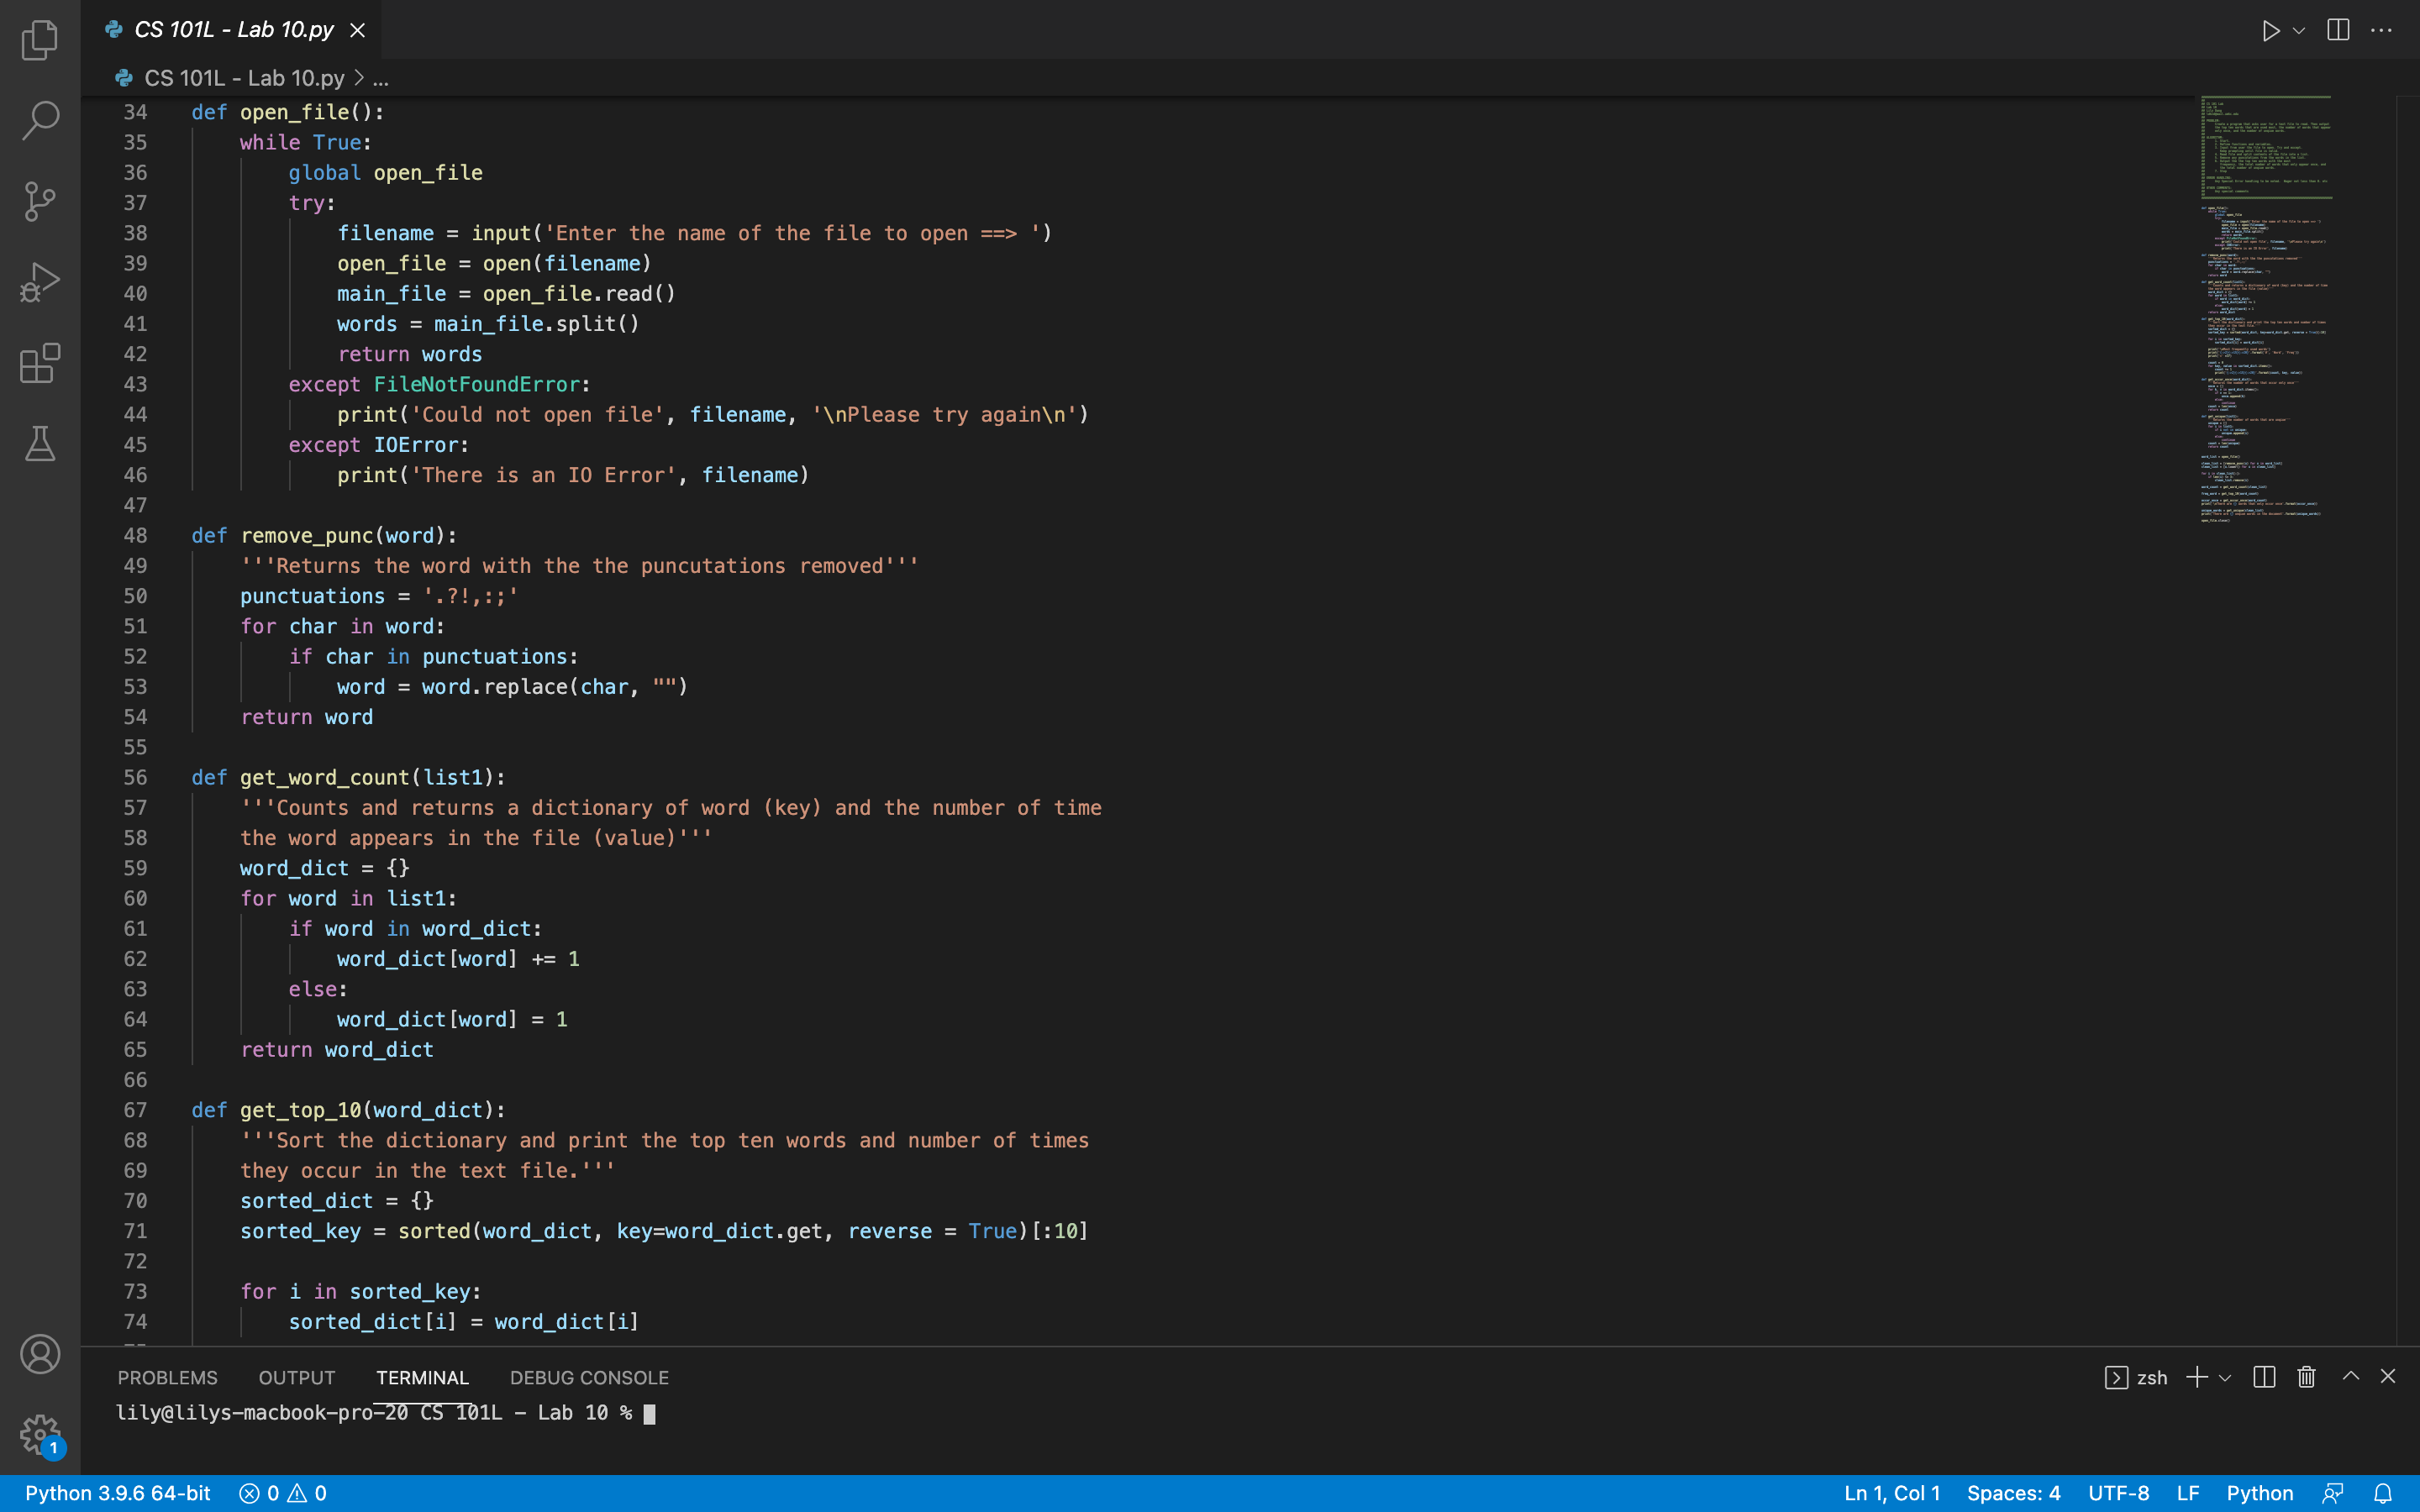 CS 101L - Lab 10.py
CS 101L - Lab 10.py > ...
34 def open_file():
35 while True:
36 global open_file
37 try:
38 filename = input('Enter the name of the file to open ==> ')
39 open_file = open(filename)
40 main_file = open_file.read()
41 words = main_file.split()
42 return words
43 except FileNotFoundError:
44 print('Could not open file', filename, '\nPlease try again\n')
45 except IOError:
46 print('There is an IO Error', filename)
47
48 def remove_punc(word):
49 '''Returns the word with the the puncutations removed'''
50 punctuations = '.?!,:;'
51 for char in word:
52 if char in punctuations:
53 word = word.replace(char, "")
54 return word
55
56 def get_word_count(list1):
57 '''Counts and returns a dictionary of word (key) and the number of time
58 the word appears in the file (value)'''
59 word_dict = {}
60 for word in list1:
61 if word in word_dict:
62 word_dict[word] += 1
63 else:
64 word_dict[word] = 1
65 return word_dict
66
67 def get_top_10(word_dict):
68 '''Sort the dictionary and print the top ten words and number of times
69 they occur in the text file.'''
70 sorted_dict = {}
71 sorted_key = sorted(word_dict, key=word_dict.get, reverse = True)[:10]
72
73 for i in sorted_key:
74 sorted_dict[i] = word_dict[i]
PROBLEMS OUTPUT TERMINAL DEBUG CONSOLE zsh
lily@lilys-macbook-pro-20 CS 101L - Lab 10 %
1
Python 3.9.6 64-bit 0 0 Ln 1, Col 1 Spaces: 4 UTF-8 LF Python